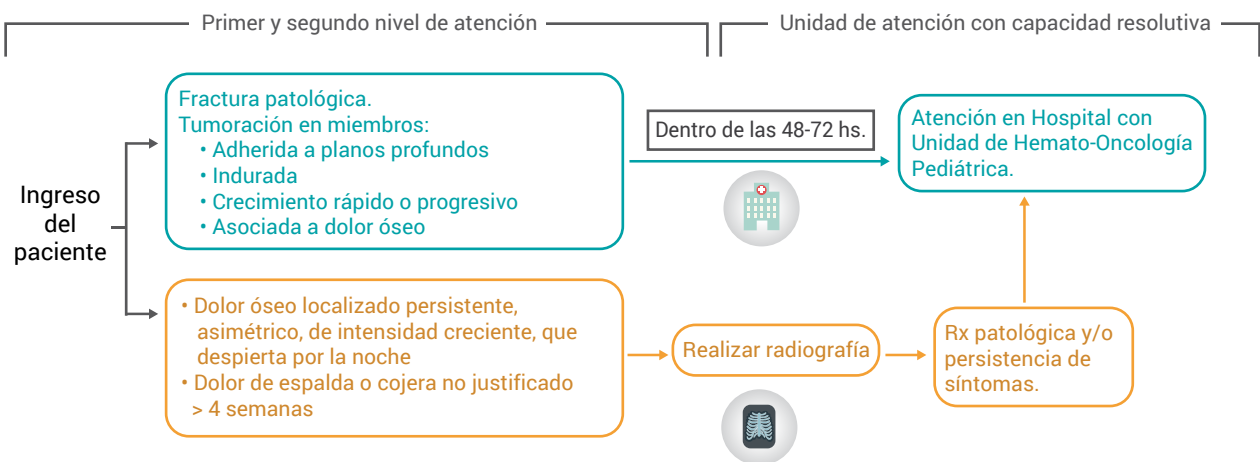 Primer y segundo nivel de atención
Unidad de atención con capacidad resolutiva
Ingreso
del
paciente
Fractura patológica.
Tumoración en miembros:
• Adherida a planos profundos
• Indurada
• Crecimiento rápido o progresivo
• Asociada a dolor óseo
Dentro de las 48-72 hs.
Atención en Hospital con
Unidad de Hemato-Oncología
Pediátrica.
• Dolor óseo localizado persistente,
asimétrico, de intensidad creciente, que
despierta por la noche
• Dolor de espalda o cojera no justificado
> 4 semanas
Realizar radiografía
Rx patológica y/o
persistencia de
síntomas.